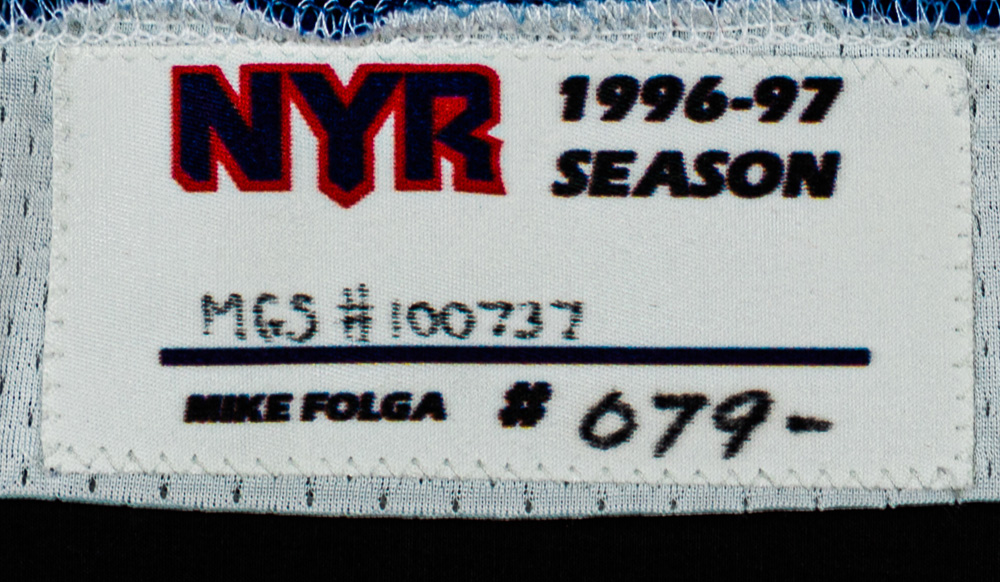 NYR 1996-97
SEASON
MGS #100737
MIKE FOLGA # 079-